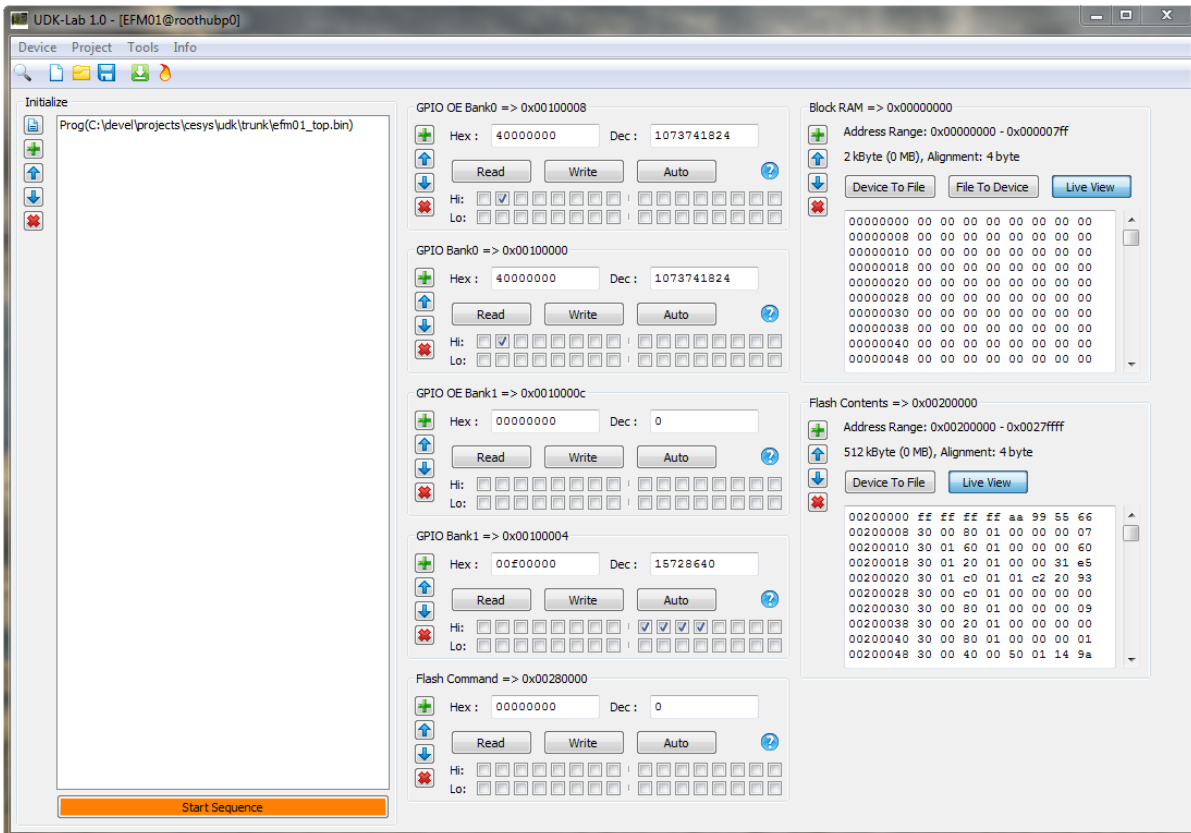 UDK-Lab 1.0 - [EFM01@roothubp0]
Device Project Tools Info
Initialize
Prog(C:\devel\projects\cesys\udk\trunk\efm01_top.bin)
Start Sequence
GPIO OE Bank0 => 0x00100008
Hex : 40000000 Dec : 1073741824
Read Write Auto
Hi:
Lo:
GPIO Bank0 => 0x00100000
Hex : 40000000 Dec : 1073741824
Read Write Auto
Hi:
Lo:
GPIO OE Bank1 => 0x0010000c
Hex : 00000000 Dec : 0
Read Write Auto
Hi:
Lo:
GPIO Bank1 => 0x00100004
Hex : 00f00000 Dec : 15728640
Read Write Auto
Hi:
Lo:
Flash Command => 0x00280000
Hex : 00000000 Dec : 0
Read Write Auto
Hi:
Lo:
Block RAM => 0x00000000
Address Range: 0x00000000 - 0x000007ff
2 kByte (0 MB), Alignment: 4 byte
Device To File File To Device Live View
00000000 00 00 00 00 00 00 00 00
00000008 00 00 00 00 00 00 00 00
00000010 00 00 00 00 00 00 00 00
00000018 00 00 00 00 00 00 00 00
00000020 00 00 00 00 00 00 00 00
00000028 00 00 00 00 00 00 00 00
00000030 00 00 00 00 00 00 00 00
00000038 00 00 00 00 00 00 00 00
00000040 00 00 00 00 00 00 00 00
00000048 00 00 00 00 00 00 00 00
Flash Contents => 0x00200000
Address Range: 0x00200000 - 0x0027ffff
512 kByte (0 MB), Alignment: 4 byte
Device To File Live View
00200000 ff ff ff ff aa 99 55 66
00200008 30 00 80 01 00 00 00 07
00200010 30 01 60 01 00 00 00 60
00200018 30 01 20 01 00 00 31 e5
00200020 30 01 c0 01 01 c2 20 93
00200028 30 00 c0 01 00 00 00 00
00200030 30 00 80 01 00 00 00 09
00200038 30 00 20 01 00 00 00 00
00200040 30 00 80 01 00 00 00 01
00200048 30 00 40 00 50 01 14 9a